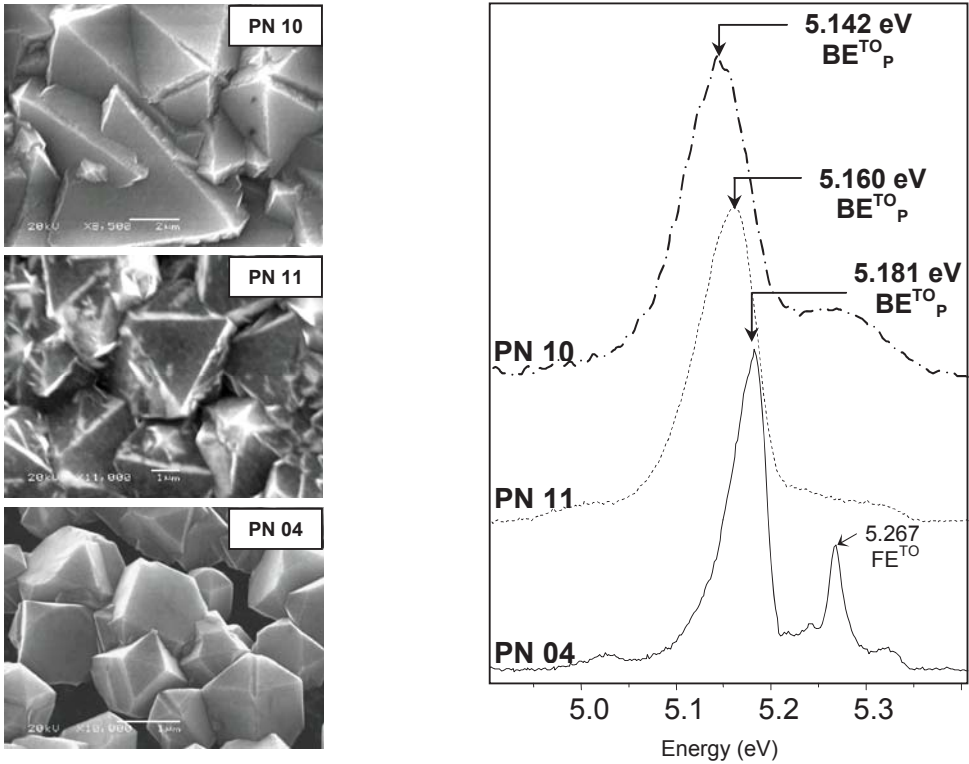 PN 10
20kV X8,500 2µm
PN 11
20kV X11,000 1µm
PN 04
20kV X10,000 1µm
5.142 eV
BE^TO_P
5.160 eV
BE^TO_P
5.181 eV
BE^TO_P
PN 10
PN 11
5.267
FE^TO
PN 04
5.0 5.1 5.2 5.3
Energy (eV)